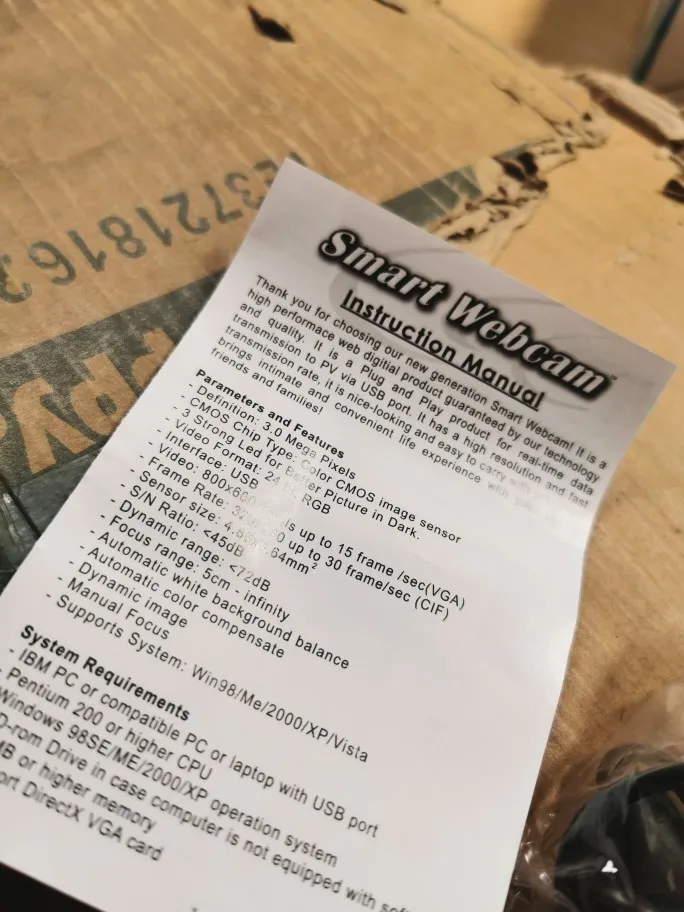 37218163
ppy
Smart Webcam
Instruction Manual
Thank you for choosing our new generation Smart Webcam! It is a
high performace web digitial product guaranteed by our technology
and quality. It is a Plug and Play product for real-time data
transmission to PV via USB port. It has a high resolution and fast
transmission rate, it is nice-looking and easy to carry
brings intimate and convenient life experience
friends and families!
Parameters and Features
- Definition: 3.0 Mega Pixels
- CMOS Chip Type: Color CMOS image sensor
- 3 Strong Led for Better Picture in Dark.
- Video Format: 24 RGB
- Interface: USB
- Video: 800x600 up to 15 frame /sec(VGA)
- Frame Rate: up to 30 frame/sec (CIF)
- Sensor size: 64mm²
- S/N Ratio: <45dB
- Dynamic range: <72dB
- Focus range: 5cm - infinity
- Automatic white background balance
- Automatic color compensate
- Dynamic image
- Manual Focus
- Supports System: Win98/Me/2000/XP/Vista
System Requirements
- IBM PC or compatible PC or laptop with USB port
- Pentium 200 or higher CPU
Windows 98SE/ME/2000/XP operation system
D-rom Drive in case computer is not equipped with
MB or higher memory
ort DirectX VGA card